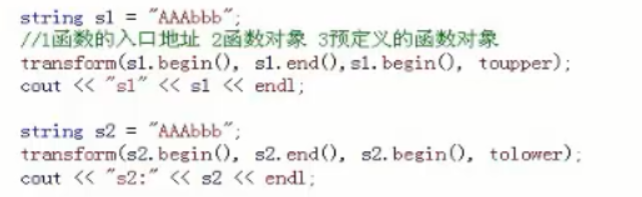 string s1 = "AAAbbb";
//1函数的入口地址 2函数对象 3预定义的函数对象
transform(s1.begin(), s1.end(),s1.begin(), toupper);
cout << "s1" << s1 << endl;
string s2 = "AAAbbb";
transform(s2.begin(), s2.end(), s2.begin(), tolower);
cout << "s2:" << s2 << endl;